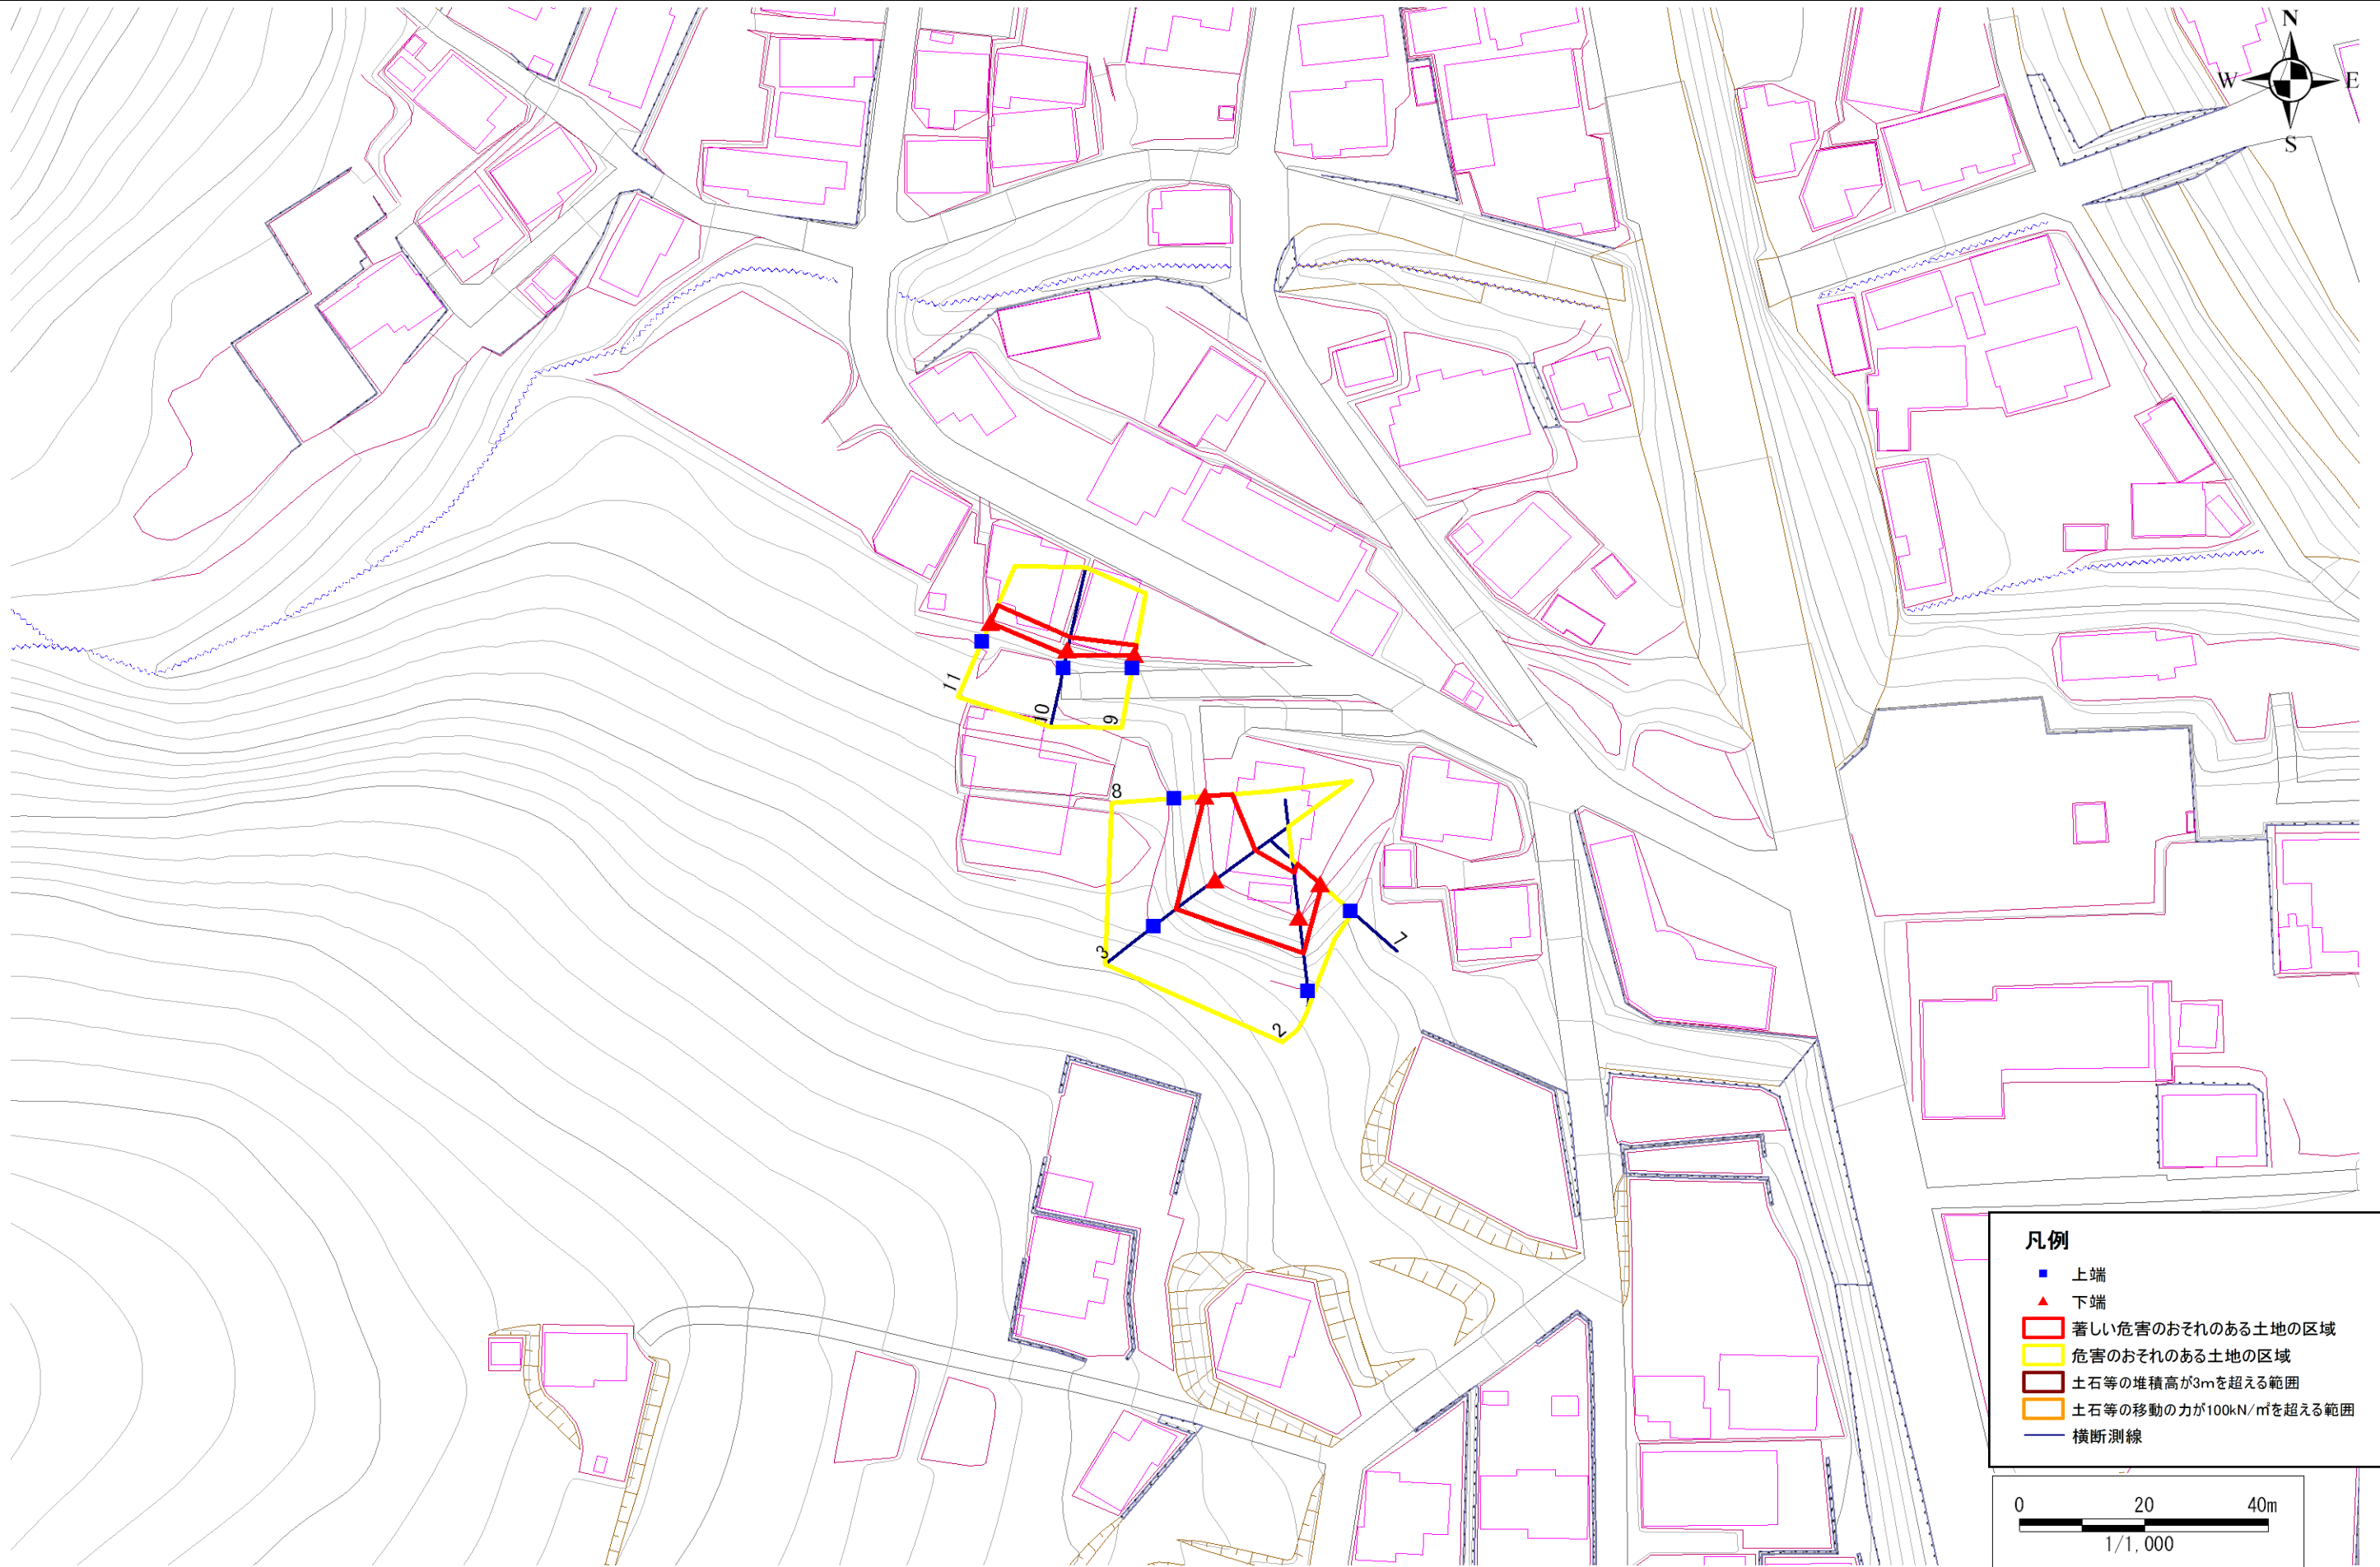 N
W E
S
11
10
9
8
3
7
2
凡例
上端
下端
著しい危害のおそれのある土地の区域
危害のおそれのある土地の区域
土石等の堆積高が3mを超える範囲
土石等の移動の力が100kN/㎡を超える範囲
横断測線
0 20 40m
1/1,000